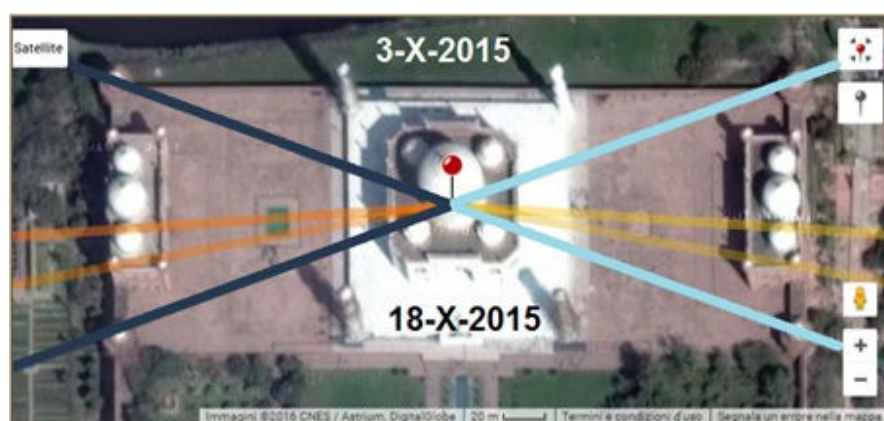 Satellite
3-X-2015
18-X-2015
+
−
Immagini ©2016 CNES / Astrium, DigitalGlobe 20 m Termini e condizioni d'uso Segnala un errore nella mappa